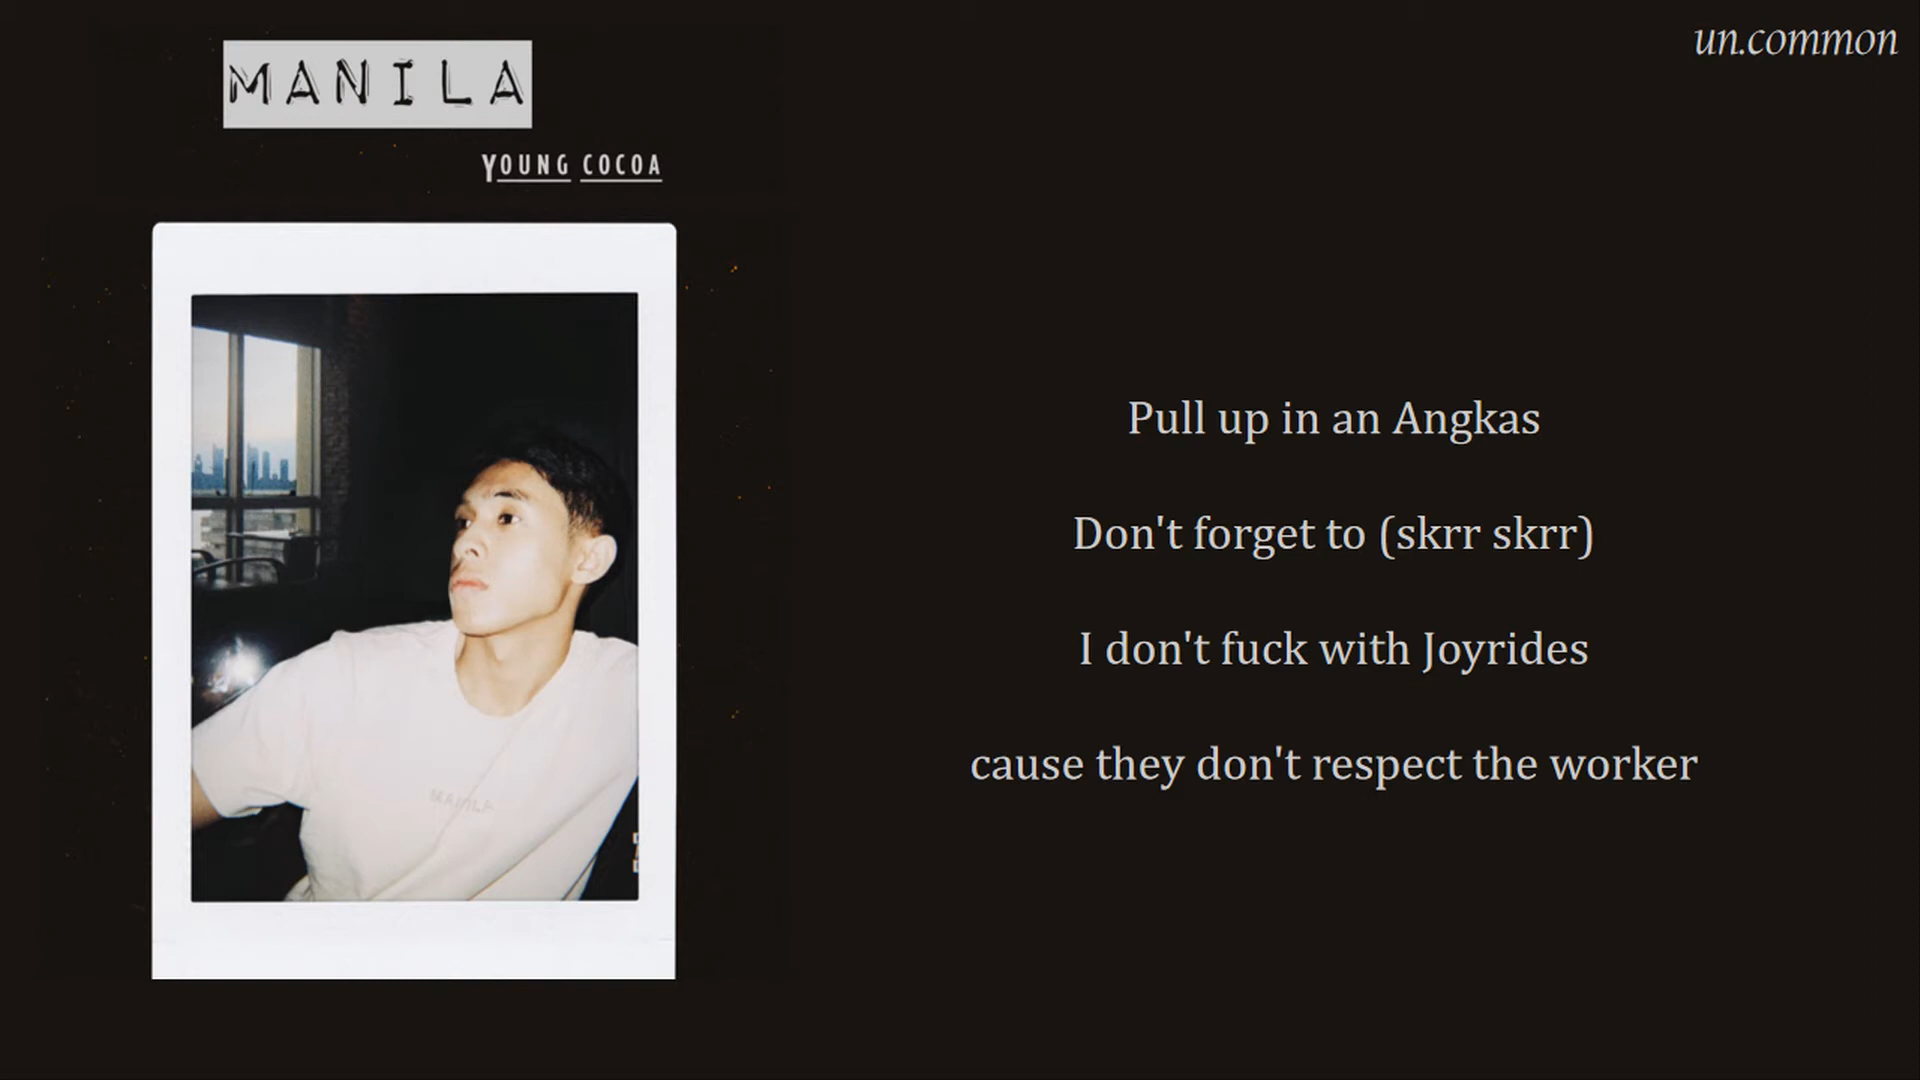 MANILA
YOUNG COCOA
un.common
MANILA
Pull up in an Angkas
Don't forget to (skrr skrr)
I don't fuck with Joyrides
cause they don't respect the worker